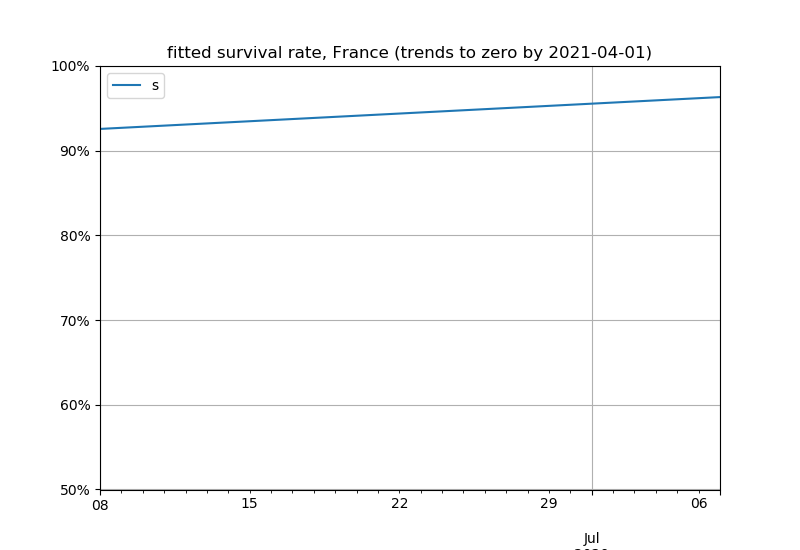 fitted survival rate, France (trends to zero by 2021-04-01)
100%
s
90%
80%
70%
60%
50%
08 15 22 29 06
Jul